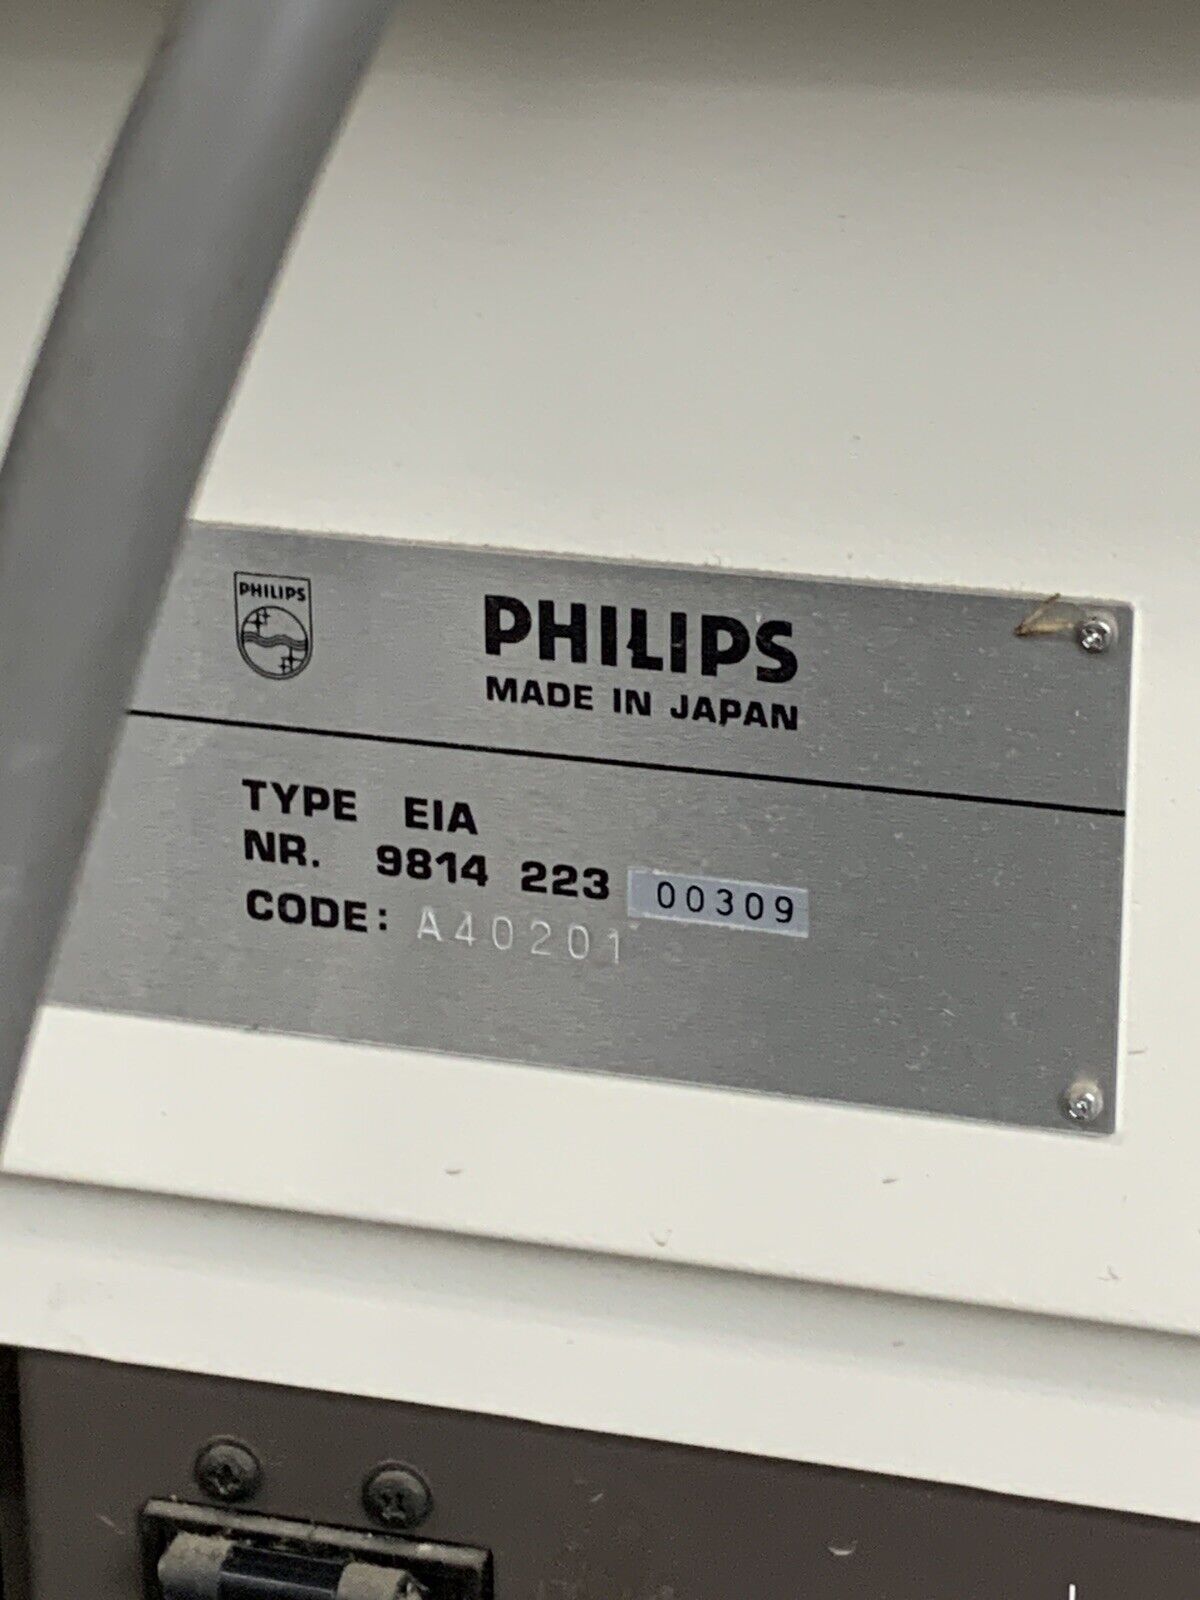 PHILIPS
PHILIPS
MADE IN JAPAN
TYPE EIA
NR. 9814 223 00309
CODE: A40201